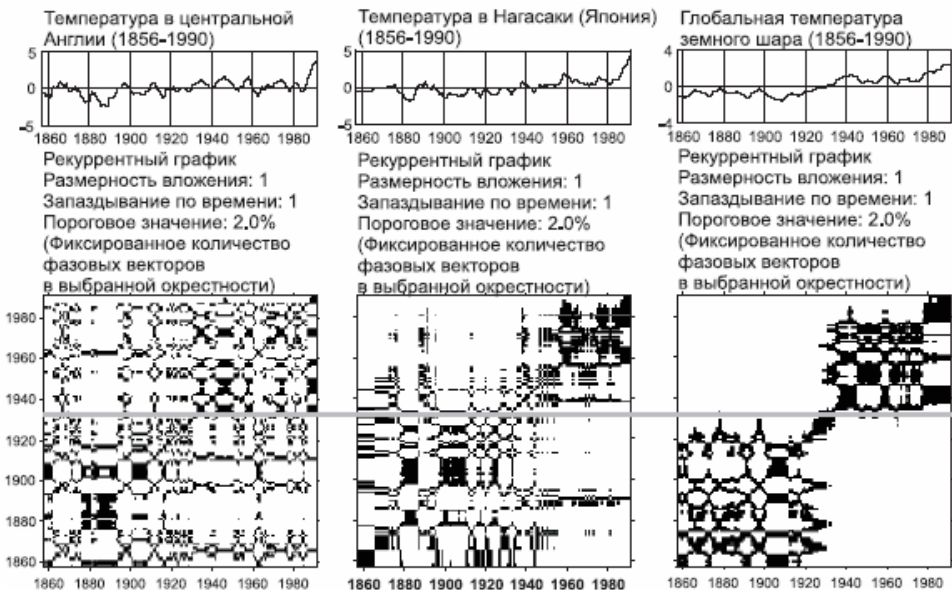 Температура в центральной
Англии (1856-1990)
5
0
-5
1860 1880 1900 1920 1940 1960 1980
Рекуррентный график
Размерность вложения: 1
Запаздывание по времени: 1
Пороговое значение: 2.0%
(Фиксированное количество
фазовых векторов
в выбранной окрестности)
1980
1960
1940
1920
1900
1880
1860
1860 1880 1900 1920 1940 1960 1980
Температура в Нагасаки (Япония)
(1856-1990)
5
0
-5
1860 1880 1900 1920 1940 1960 1980
Рекуррентный график
Размерность вложения: 1
Запаздывание по времени: 1
Пороговое значение: 2.0%
(Фиксированное количество
фазовых векторов
в выбранной окрестности)
1860 1880 1900 1920 1940 1960 1980
Глобальная температура
земного шара (1856-1990)
4
0
-4
1860 1880 1900 1920 1940 1960 1980
Рекуррентный график
Размерность вложения: 1
Запаздывание по времени: 1
Пороговое значение: 2.0%
(Фиксированное количество
фазовых векторов
в выбранной окрестности)
1860 1880 1900 1920 1940 1960 1980